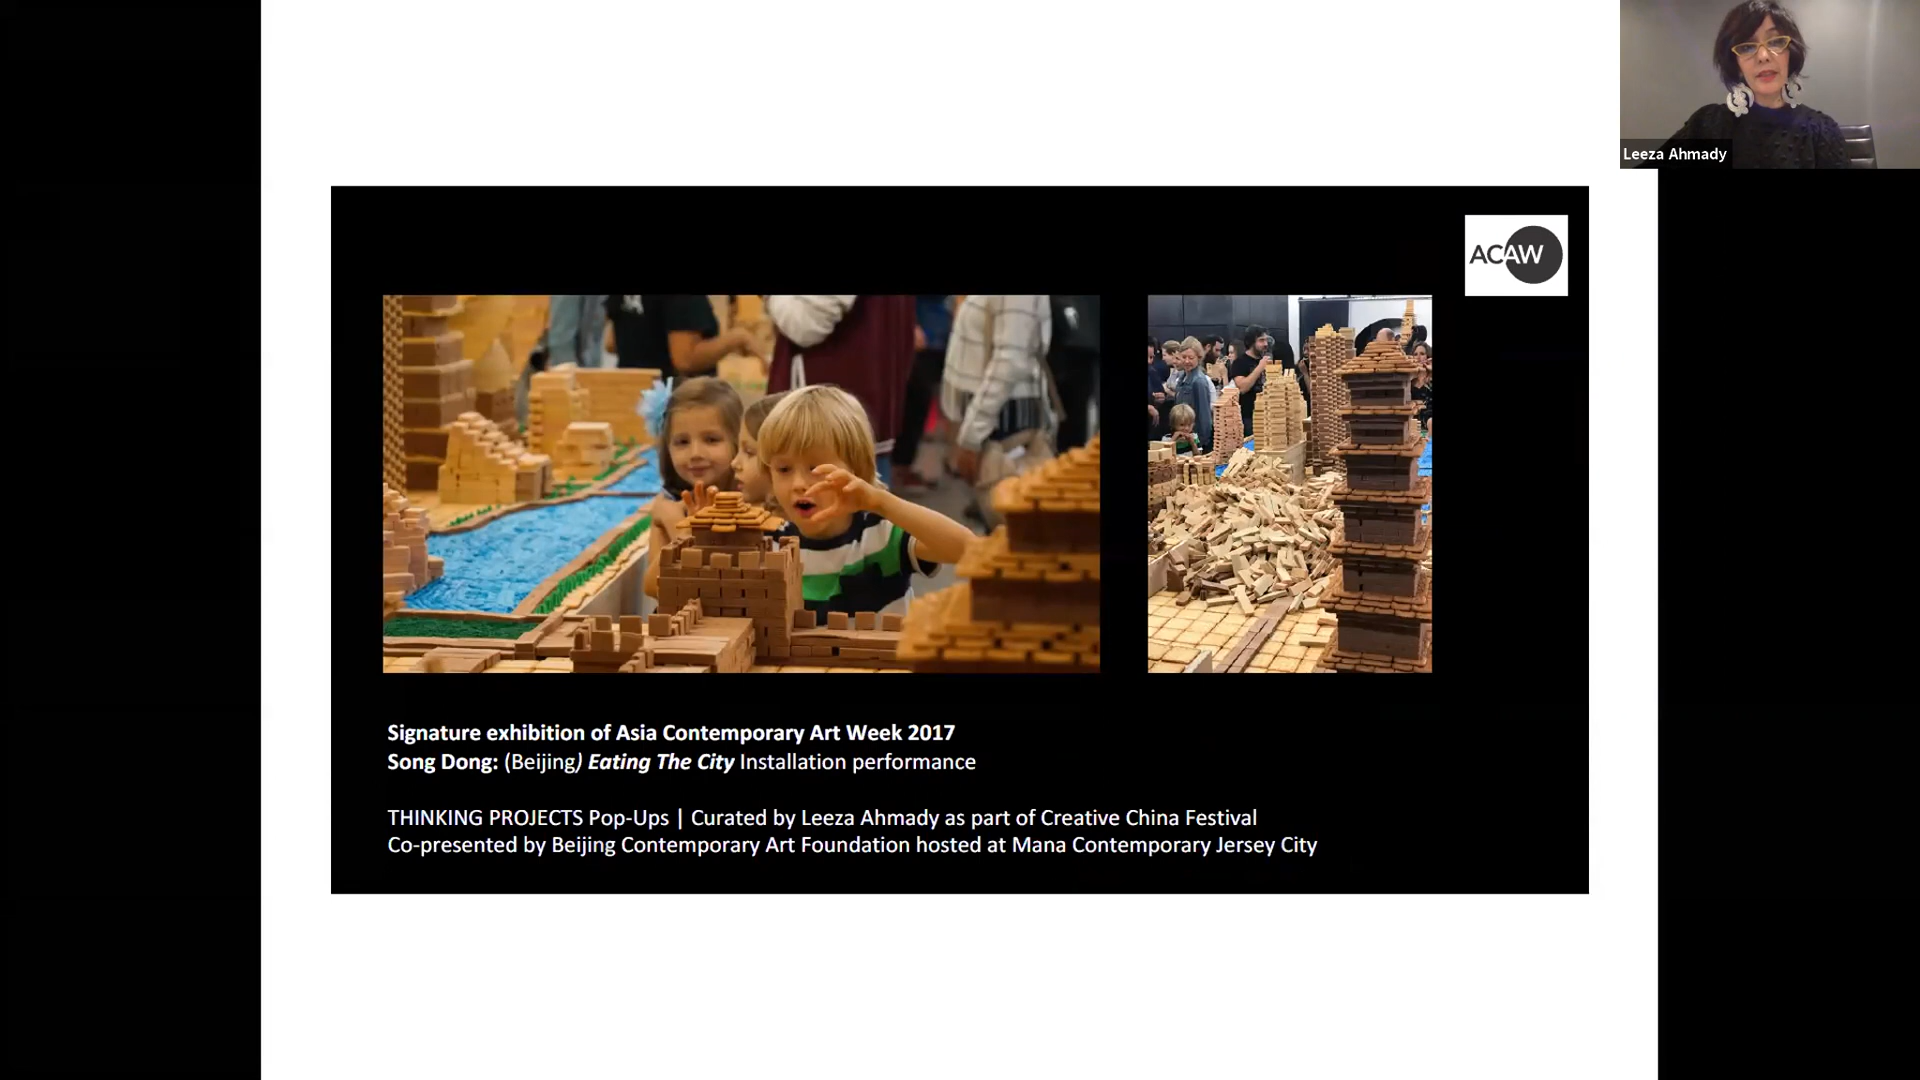 Leeza Ahmady
ACAW
Signature exhibition of Asia Contemporary Art Week 2017
Song Dong: (Beijing) Eating The City Installation performance
THINKING PROJECTS Pop-Ups | Curated by Leeza Ahmady as part of Creative China Festival
Co-presented by Beijing Contemporary Art Foundation hosted at Mana Contemporary Jersey City